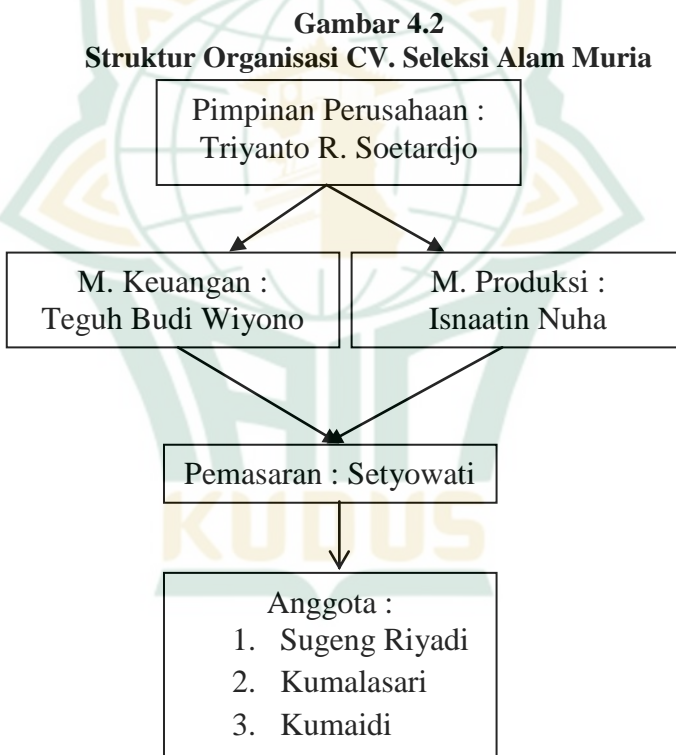 Gambar 4.2
Struktur Organisasi CV. Seleksi Alam Muria
Pimpinan Perusahaan :
Triyanto R. Soetardjo
M. Keuangan :
Teguh Budi Wiyono
M. Produksi :
Isnaatin Nuha
Pemasaran : Setyowati
KUDUS
Anggota :
1. Sugeng Riyadi
2. Kumalasari
3. Kumaidi